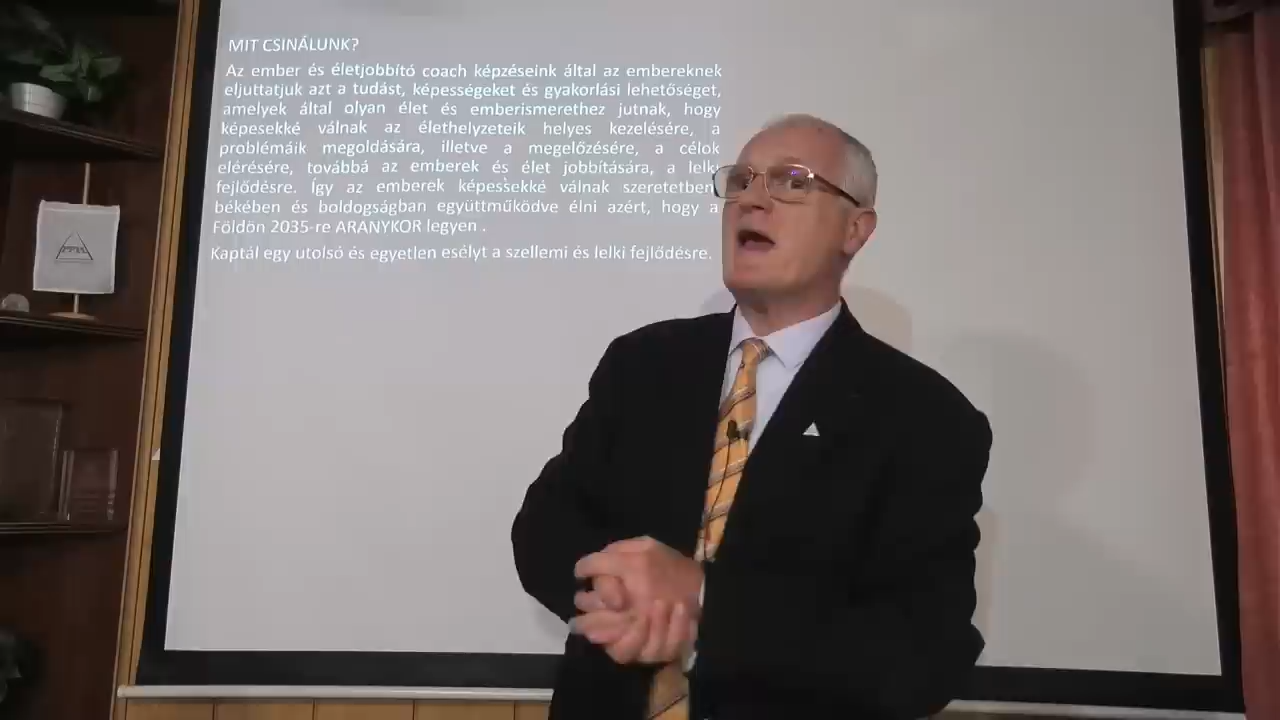 MIT CSINÁLUNK?
Az ember és életjobbító coach képzéseink által az embereknek
eljuttatjuk azt a tudást, képességeket és gyakorlási lehetőséget,
amelyek által olyan élet és emberismerethez jutnak, hogy
képesekké válnak az élethelyzeteik helyes kezelésére, a
problémáik megoldására, illetve a megelőzésére, a célok
elérésére, továbbá az emberek és élet jobbítására, a lelki
fejlődésre. Így az emberek képessekké válnak szeretetben,
békében és boldogságban együttműködve élni azért, hogy a
Földön 2035-re ARANYKOR legyen .
Kaptál egy utolsó és egyetlen esélyt a szellemi és lelki fejlődésre.